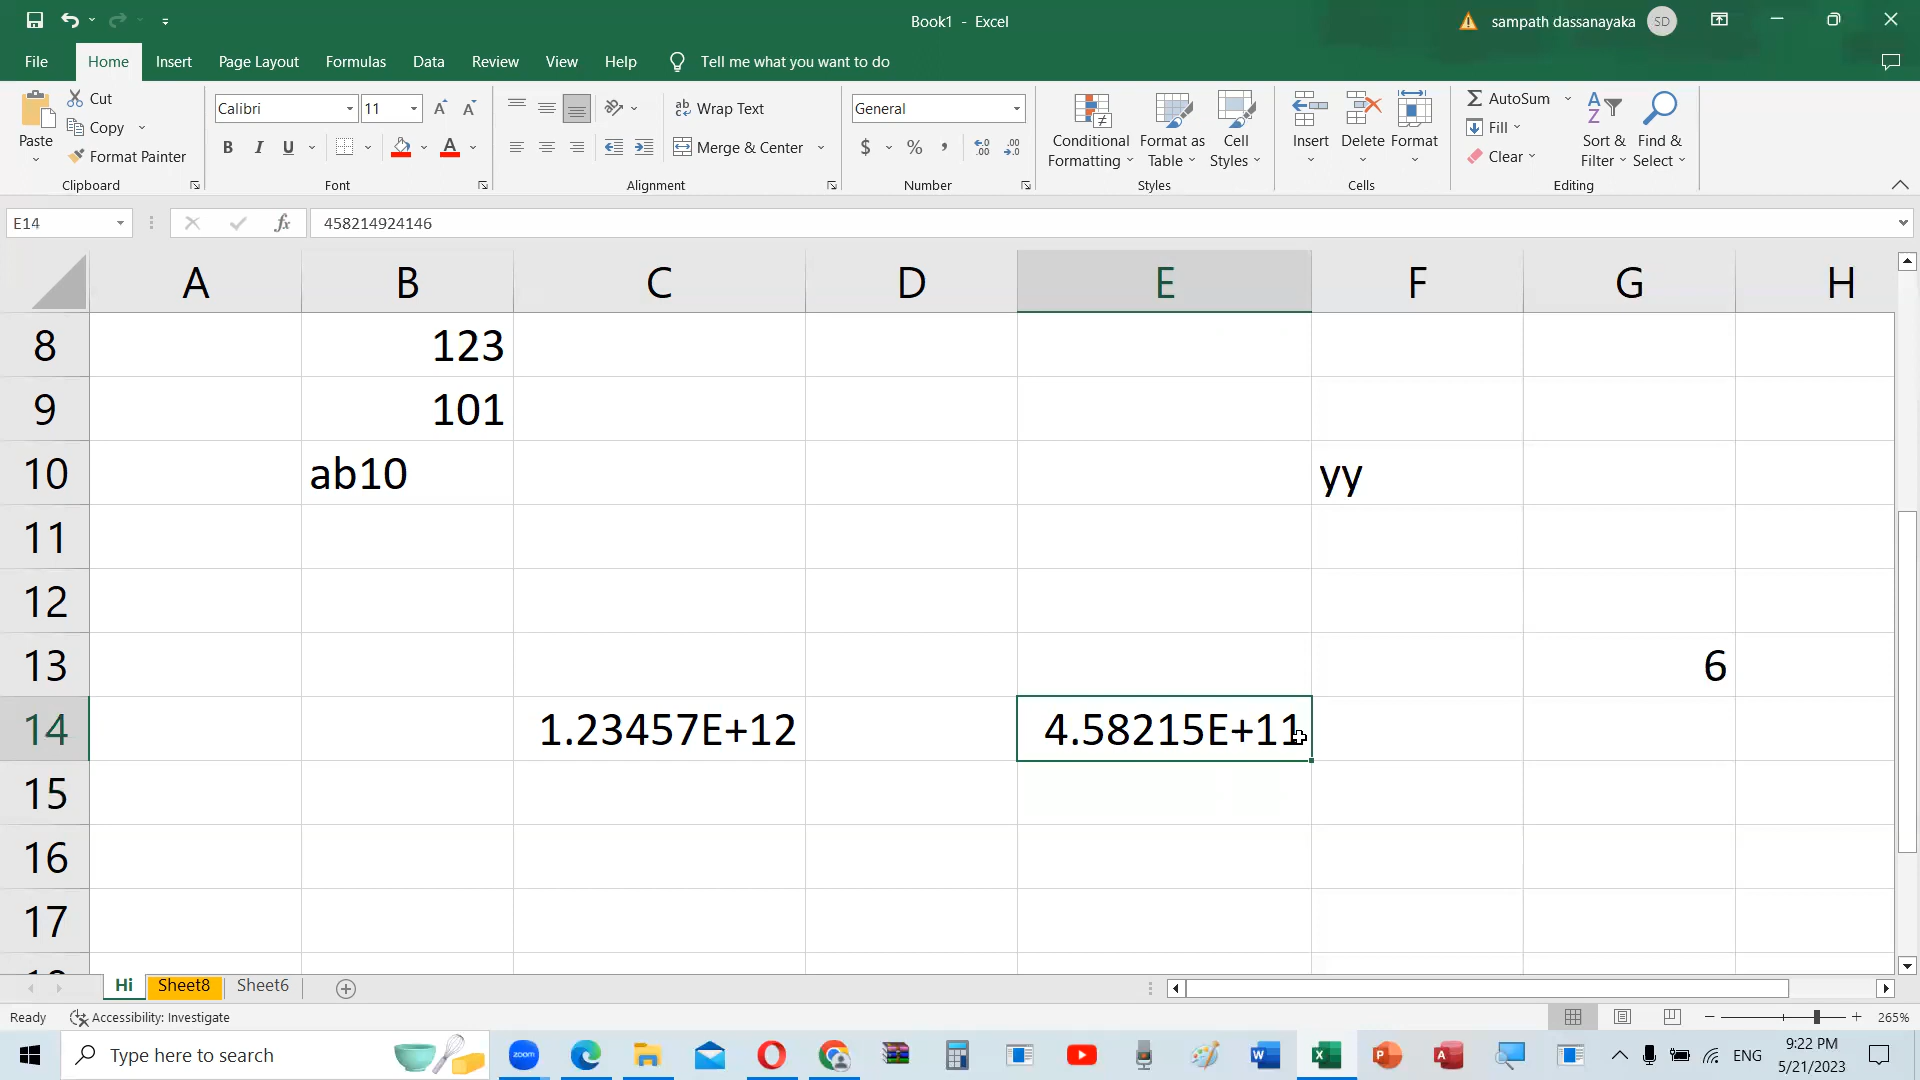 Book1 - Excel
sampath dassanayaka
SD
File
Home
Insert
Page Layout
Formulas
Data
Review
View
Help
Tell me what you want to do
Paste
Cut
Copy
Format Painter
Clipboard
Calibri
11
B I U
Font
Wrap Text
Merge & Center
Alignment
General
$ % ,
Number
Conditional Formatting
Format as Table
Cell Styles
Styles
Insert
Delete
Format
Cells
AutoSum
Fill
Clear
Sort & Filter
Find & Select
Editing
E14
fx
458214924146
A B C D E F G H
8 123
9 101
10 ab10 yy
11
12
13 6
14 1.23457E+12 4.58215E+11
15
16
17
Hi
Sheet8
Sheet6
Ready
Accessibility: Investigate
265%
Type here to search
zoom
ENG
9:22 PM
5/21/2023